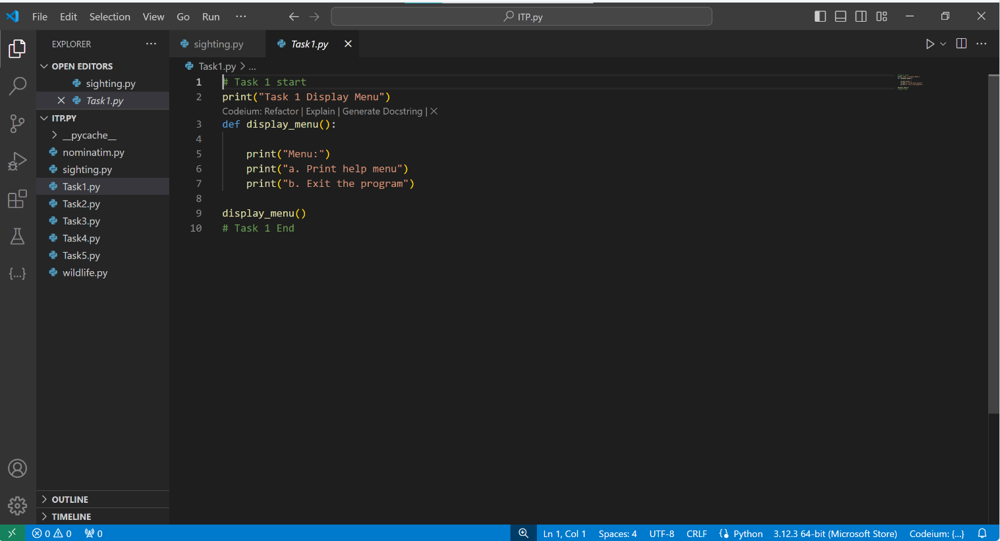 File Edit Selection View Go Run ···
ITP.py
EXPLORER ···
sighting.py
Task1.py
OPEN EDITORS
sighting.py
Task1.py
ITP.PY
__pycache__
nominatim.py
sighting.py
Task1.py
Task2.py
Task3.py
Task4.py
Task5.py
wildlife.py
OUTLINE
TIMELINE
Task1.py > ...
1 # Task 1 start
2 print("Task 1 Display Menu")
Codeium: Refactor | Explain | Generate Docstring | ×
3 def display_menu():
4
5 print("Menu:")
6 print("a. Print help menu")
7 print("b. Exit the program")
8
9 display_menu()
10 # Task 1 End
0 0 0 Ln 1, Col 1 Spaces: 4 UTF-8 CRLF Python 3.12.3 64-bit (Microsoft Store) Codeium: {...}